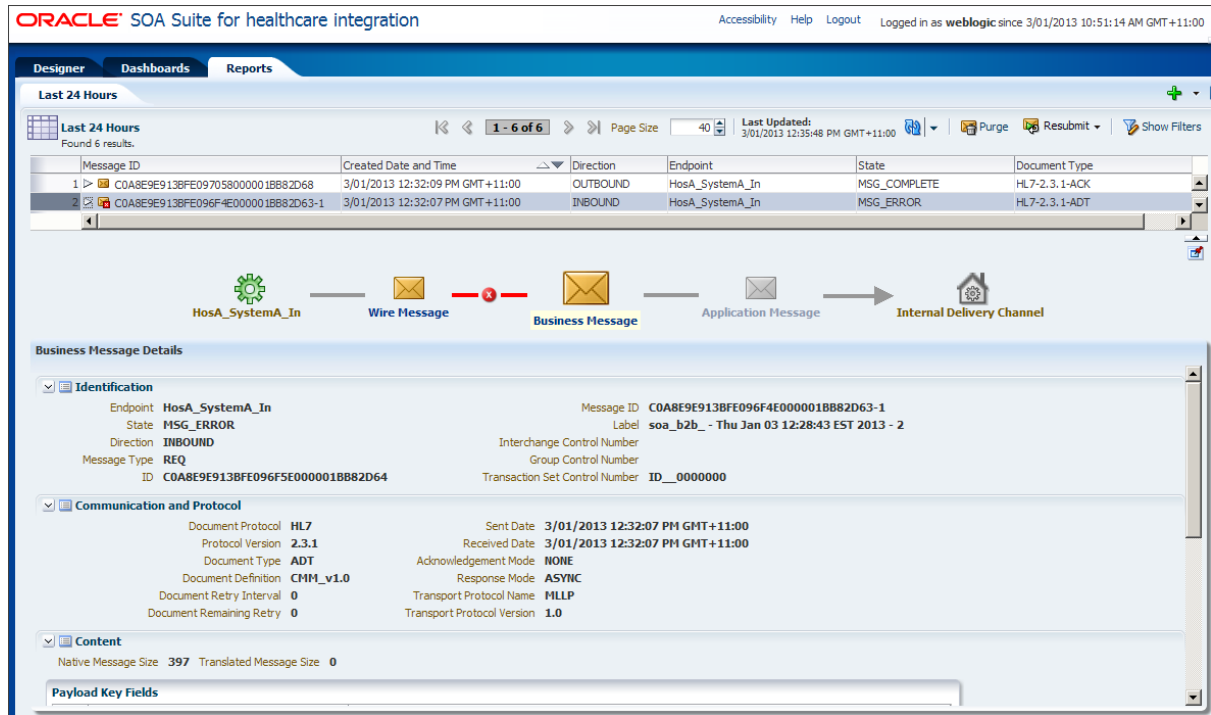 ORACLE SOA Suite for healthcare integration
Accessibility Help Logout Logged in as weblogic since 3/01/2013 10:51:14 AM GMT+11:00
Designer Dashboards Reports
Last 24 Hours
Last 24 Hours
Found 6 results.
1 - 6 of 6 Page Size 40 Last Updated: 3/01/2013 12:35:48 PM GMT+11:00 Purge Resubmit Show Filters
Message ID Created Date and Time Direction Endpoint State Document Type
1 C0A8E9E913BFE097058000001BB82D68 3/01/2013 12:32:09 PM GMT+11:00 OUTBOUND HosA_SystemA_In MSG_COMPLETE HL7-2.3.1-ACK
2 C0A8E9E913BFE096F4E000001BB82D63-1 3/01/2013 12:32:07 PM GMT+11:00 INBOUND HosA_SystemA_In MSG_ERROR HL7-2.3.1-ADT
HosA_SystemA_In Wire Message Business Message Application Message Internal Delivery Channel
Business Message Details
Identification
Endpoint HosA_SystemA_In Message ID C0A8E9E913BFE096F4E000001BB82D63-1
State MSG_ERROR Label soa_b2b_ - Thu Jan 03 12:28:43 EST 2013 - 2
Direction INBOUND Interchange Control Number
Message Type REQ Group Control Number
ID C0A8E9E913BFE096F5E000001BB82D64 Transaction Set Control Number ID__0000000
Communication and Protocol
Document Protocol HL7 Sent Date 3/01/2013 12:32:07 PM GMT+11:00
Protocol Version 2.3.1 Received Date 3/01/2013 12:32:07 PM GMT+11:00
Document Type ADT Acknowledgement Mode NONE
Document Definition CMM_v1.0 Response Mode ASYNC
Document Retry Interval 0 Transport Protocol Name MLLP
Document Remaining Retry 0 Transport Protocol Version 1.0
Content
Native Message Size 397 Translated Message Size 0
Payload Key Fields